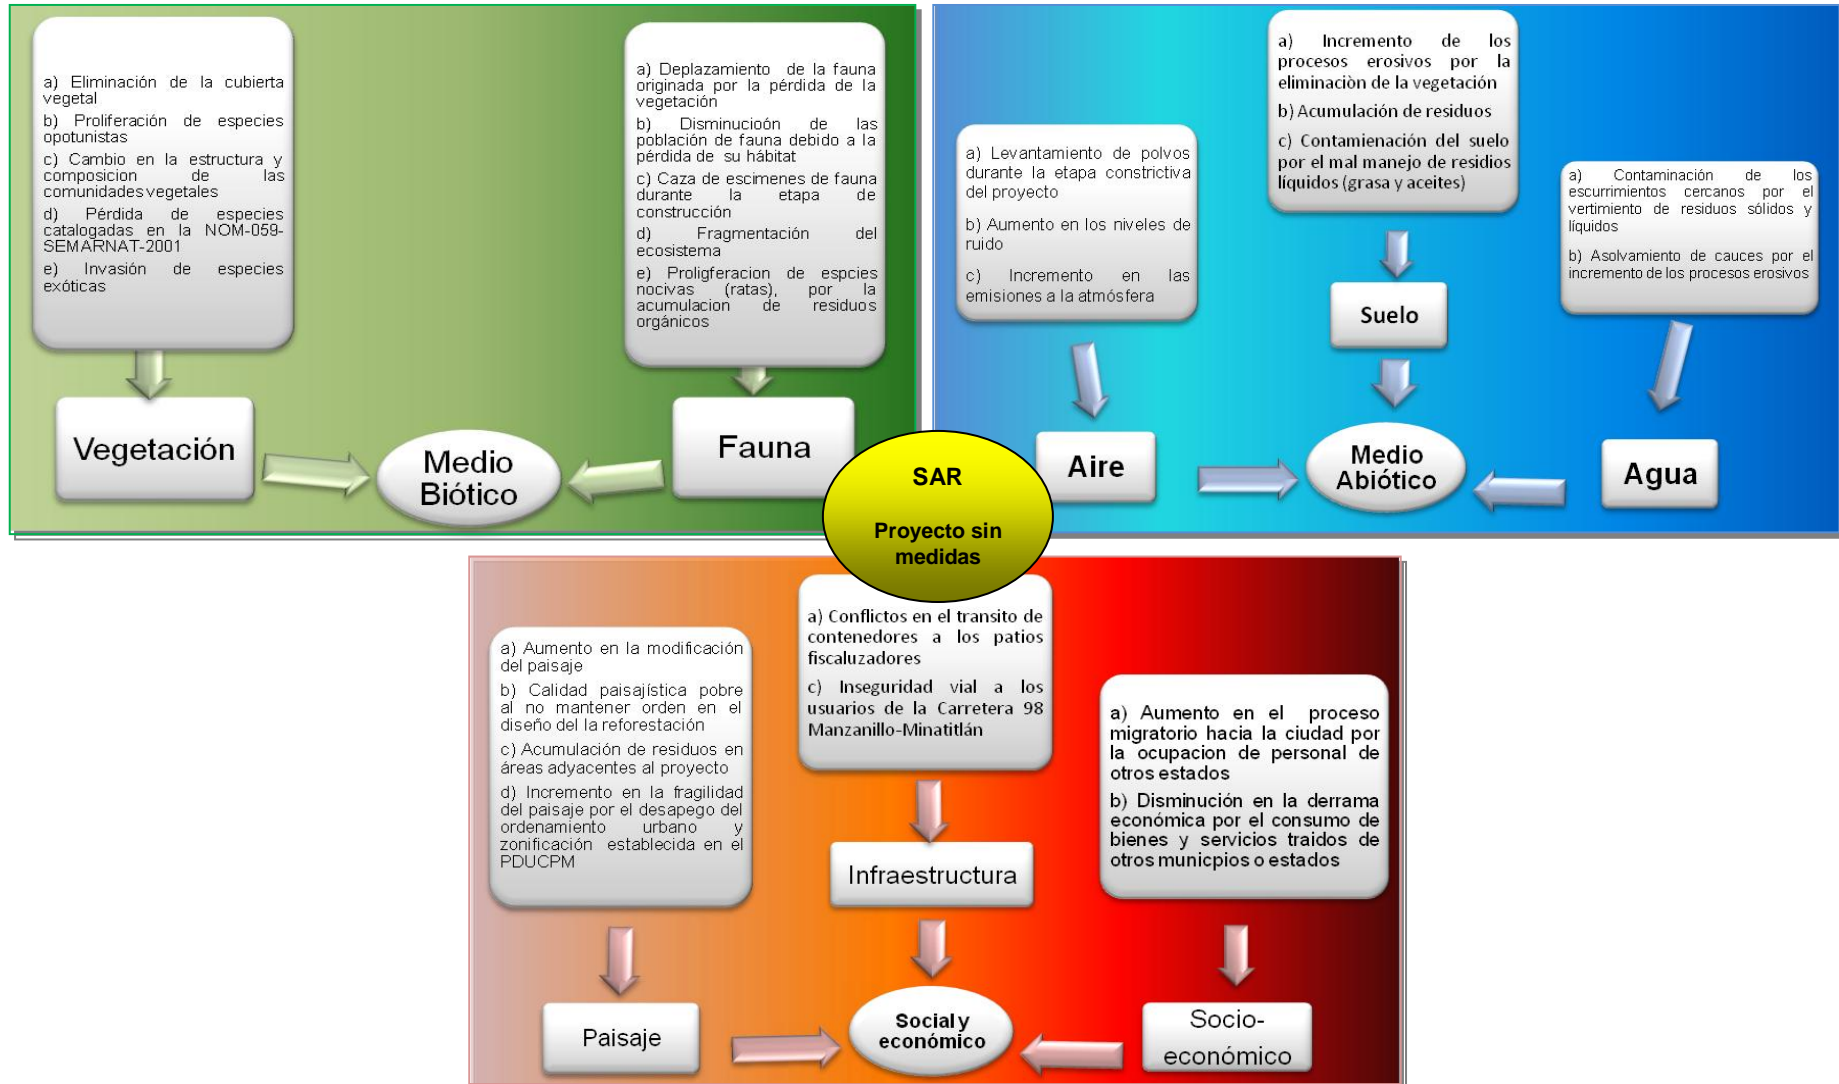 a) Eliminación de la cubierta
vegetal
b) Proliferación de especies
opotunistas
c) Cambio en la estructura y
composicion de las
comunidades vegetales
d) Pérdida de especies
catalogadas en la NOM-059-
SEMARNAT-2001
e) Invasión de especies
exóticas
Vegetación
a) Deplazamiento de la fauna
originada por la pérdida de la
vegetación
b) Disminucioón de las
población de fauna debido a la
pérdida de su hábitat
c) Caza de escimenes de fauna
durante la etapa de
construcción
d) Fragmentación del
ecosistema
e) Proligferacion de espcies
nocivas (ratas), por la
acumulacion de residuos
orgánicos
Fauna
Medio
Biótico
a) Levantamiento de polvos
durante la etapa constrictiva
del proyecto
b) Aumento en los niveles de
ruido
c) Incremento en las
emisiones a la atmósfera
Aire
a) Incremento de los
procesos erosivos por la
eliminaciòn de la vegetación
b) Acumulación de residuos
c) Contamienación del suelo
por el mal manejo de residios
líquidos (grasa y aceites)
Suelo
Medio
Abiótico
a) Contaminación de los
escurrimientos cercanos por el
vertimiento de residuos sólidos y
líquidos
b) Asolvamiento de cauces por el
incremento de los procesos erosivos
Agua
SAR
Proyecto sin
medidas
a) Aumento en la modificación
del paisaje
b) Calidad paisajística pobre
al no mantener orden en el
diseño del la reforestación
c) Acumulación de residuos en
áreas adyacentes al proyecto
d) Incremento en la fragilidad
del paisaje por el desapego del
ordenamiento urbano y
zonificación establecida en el
PDUCPM
Paisaje
a) Conflictos en el transito de
contenedores a los patios
fiscaluzadores
c) Inseguridad vial a los
usuarios de la Carretera 98
Manzanillo-Minatitlán
Infraestructura
Social y
económico
a) Aumento en el proceso
migratorio hacia la ciudad por
la ocupacion de personal de
otros estados
b) Disminución en la derrama
económica por el consumo de
bienes y servicios traidos de
otros municpios o estados
Socio-
económico